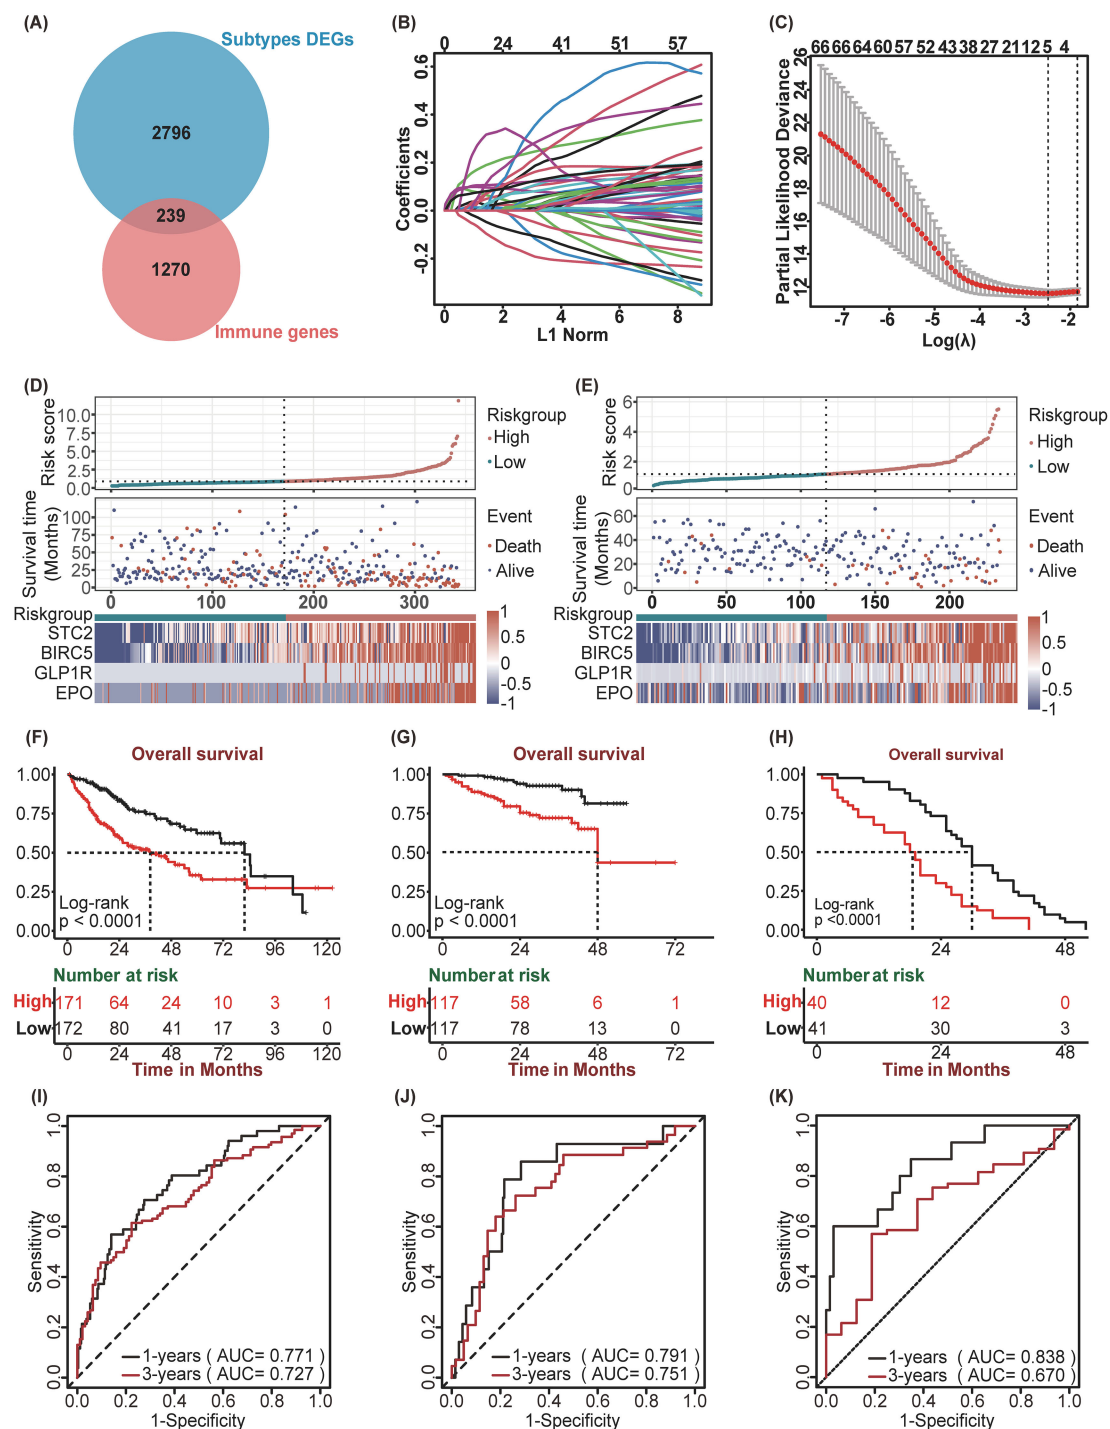 (A)
Subtypes DEGs
2796
239
1270
Immune genes
(B)
0 24 41 51 57
Coefficients
0.6
0.4
0.2
0.0
-0.2
0 2 4 6 8
L1 Norm
(C)
66 66 64 60 57 52 43 38 27 21 12 5 4
Partial Likelihood Deviance
26
24
22
20
18
16
14
12
-7 -6 -5 -4 -3 -2
Log(λ)
(D)
Risk score
10.0
7.5
5.0
2.5
0.0
Riskgroup
High
Low
Survival time
(Months)
100
75
50
25
0
Event
Death
Alive
0 100 200 300
Riskgroup
STC2
BIRC5
GLP1R
EPO
1
0.5
0
-0.5
-1
(E)
Risk score
6
4
2
0
Riskgroup
High
Low
Survival time
(Months)
60
40
20
0
Event
Death
Alive
0 50 100 150 200
Riskgroup
STC2
BIRC5
GLP1R
EPO
1
0.5
0
-0.5
-1
(F)
Overall survival
1.00
0.75
0.50
0.25
0.00
Log-rank
p < 0.0001
0 24 48 72 96 120
Number at risk
High 171 64 24 10 3 1
Low 172 80 41 17 3 0
0 24 48 72 96 120
Time in Months
(G)
Overall survival
1.00
0.75
0.50
0.25
0.00
Log-rank
p < 0.0001
0 24 48 72
Number at risk
High 117 58 6 1
Low 117 78 13 0
0 24 48 72
Time in Months
(H)
Overall survival
1.00
0.75
0.50
0.25
0.00
Log-rank
p <0.0001
0 24 48
Number at risk
High 40 12 0
Low 41 30 3
0 24 48
Time in Months
(I)
Sensitivity
1.0
0.8
0.6
0.4
0.2
0.0
1-years ( AUC= 0.771 )
3-years ( AUC= 0.727 )
0.0 0.2 0.4 0.6 0.8 1.0
1-Specificity
(J)
Sensitivity
1.0
0.8
0.6
0.4
0.2
0.0
1-years ( AUC= 0.791 )
3-years ( AUC= 0.751 )
0.0 0.2 0.4 0.6 0.8 1.0
1-Specificity
(K)
Sensitivity
1.0
0.8
0.6
0.4
0.2
0.0
1-years ( AUC= 0.838 )
3-years ( AUC= 0.670 )
0.0 0.2 0.4 0.6 0.8 1.0
1-Specificity